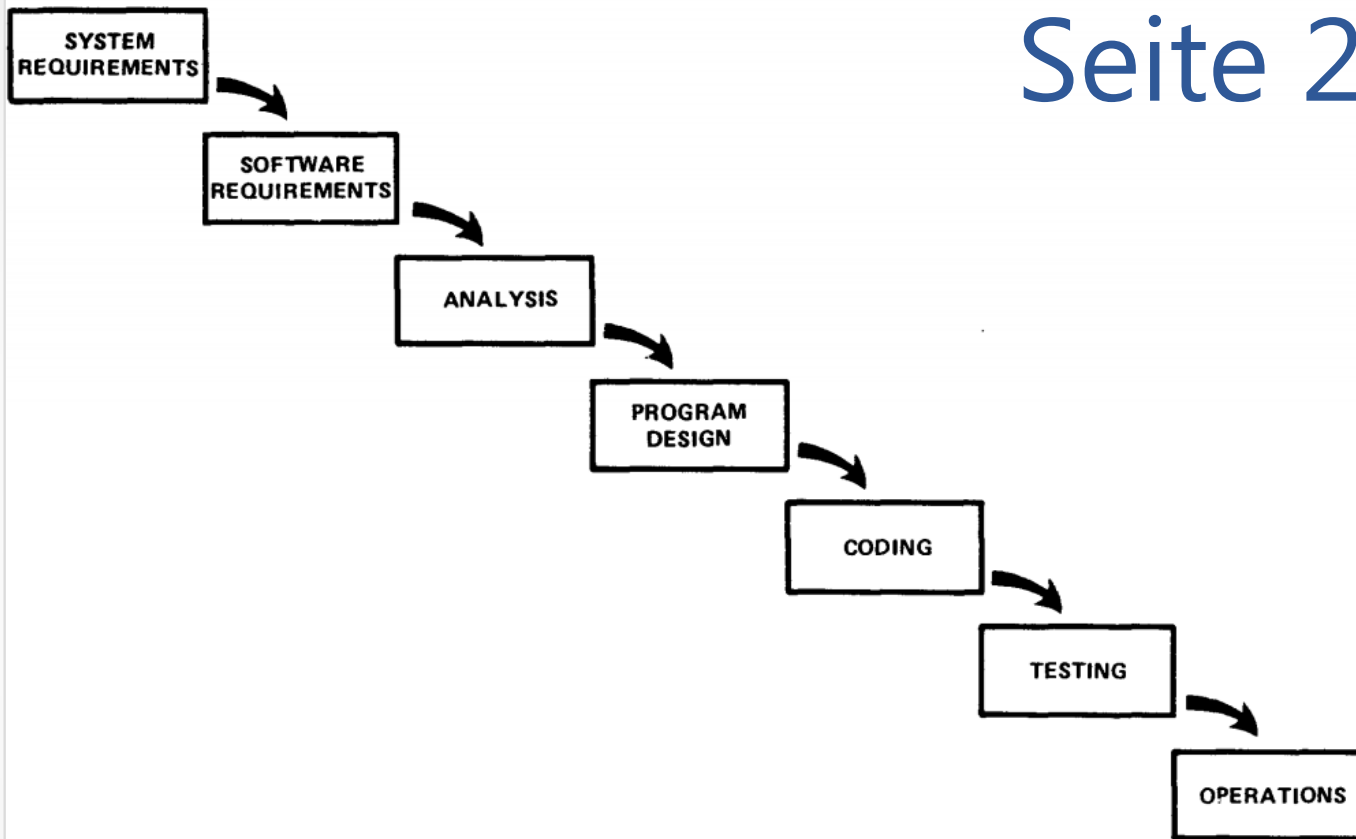 Seite 2
SYSTEM
REQUIREMENTS
SOFTWARE
REQUIREMENTS
ANALYSIS
PROGRAM
DESIGN
CODING
TESTING
OPERATIONS